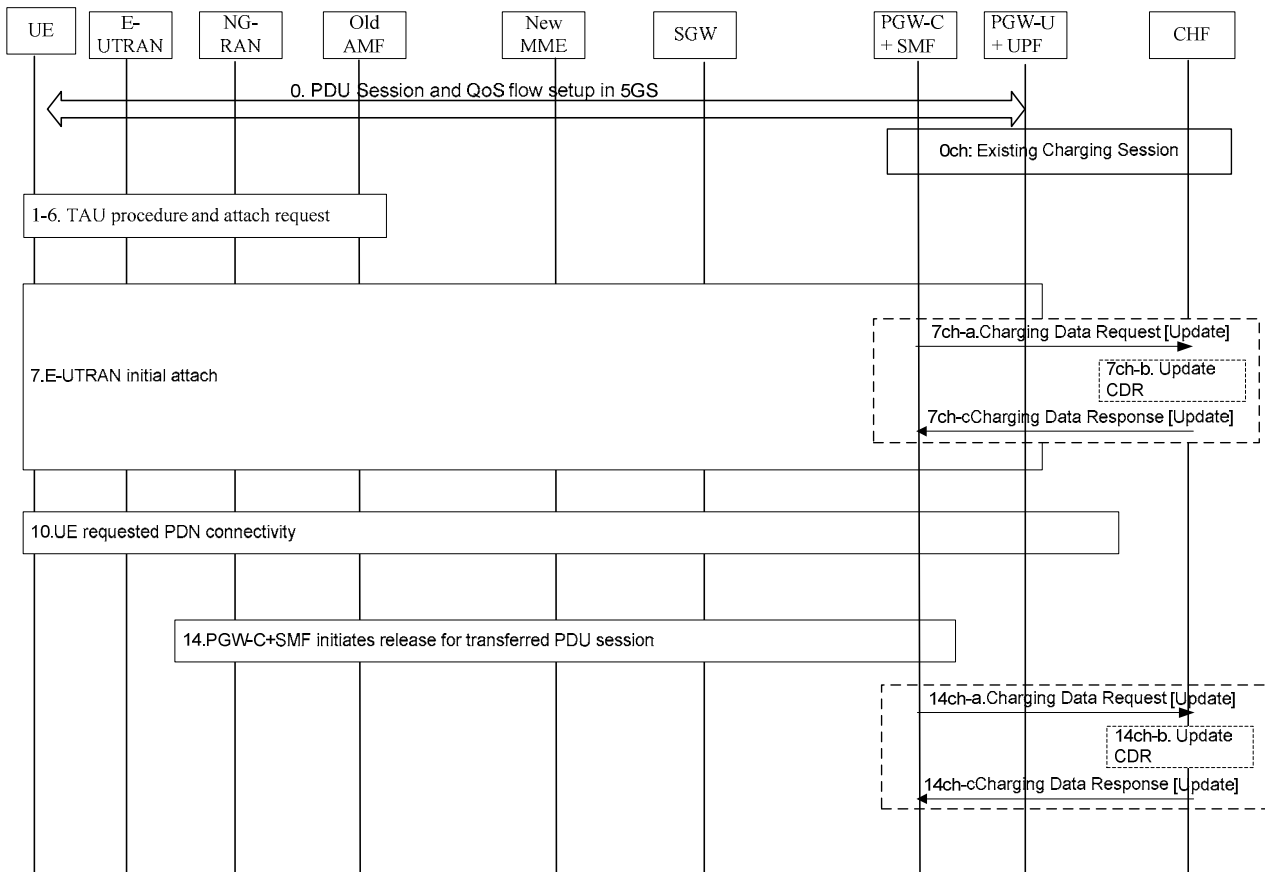 UE
E-
UTRAN
NG-
RAN
Old
AMF
New
MME
SGW
PGW-C
+ SMF
PGW-U
+ UPF
CHF
0. PDU Session and QoS flow setup in 5GS
0ch: Existing Charging Session
1-6. TAU procedure and attach request
7ch-a.Charging Data Request [Update]
7.E-UTRAN initial attach
7ch-b. Update
CDR
7ch-cCharging Data Response [Update]
10.UE requested PDN connectivity
14.PGW-C+SMF initiates release for transferred PDU session
14ch-a.Charging Data Request [Update]
14ch-b. Update
CDR
14ch-cCharging Data Response [Update]